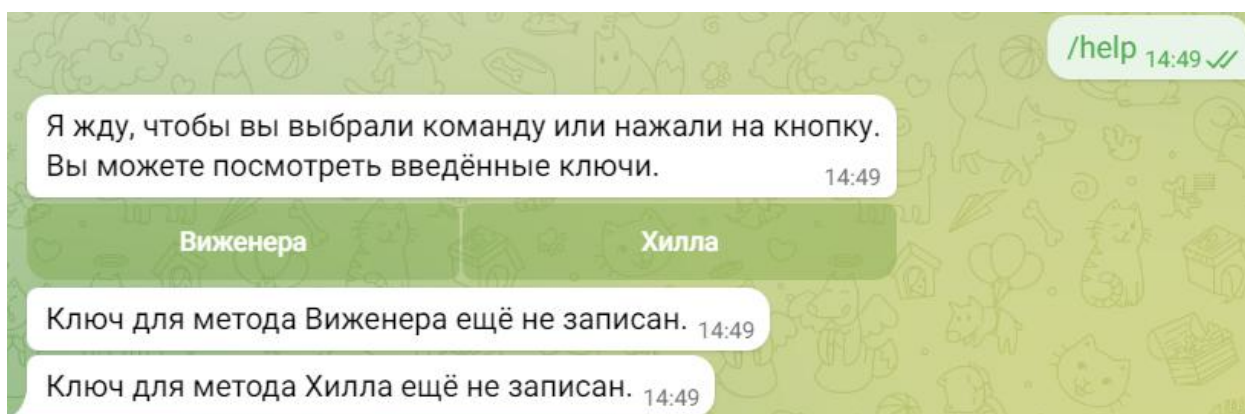 /help 14:49
Я жду, чтобы вы выбрали команду или нажали на кнопку.
Вы можете посмотреть введённые ключи. 14:49
Виженера Хилла
Ключ для метода Виженера ещё не записан. 14:49
Ключ для метода Хилла ещё не записан. 14:49